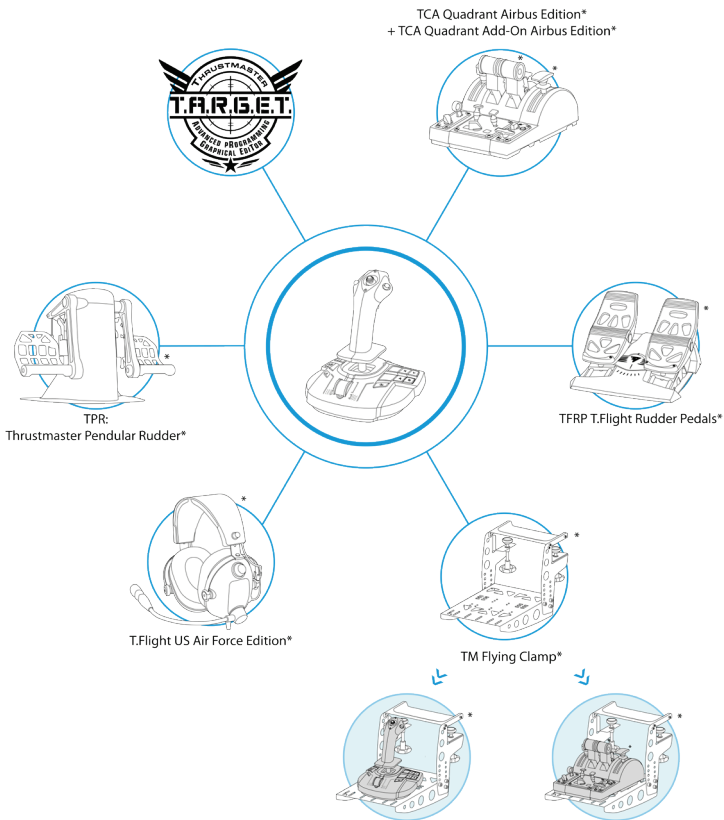 TCA Quadrant Airbus Edition*
+ TCA Quadrant Add-On Airbus Edition*
*
*
THRUSTMASTER
T.A.R.G.E.T.
ADVANCED PROGRAMMING
GRAPHICAL EDITOR
*
*
TPR:
Thrustmaster Pendular Rudder*
TFRP T.Flight Rudder Pedals*
*
*
T.Flight US Air Force Edition*
TM Flying Clamp*
*
*